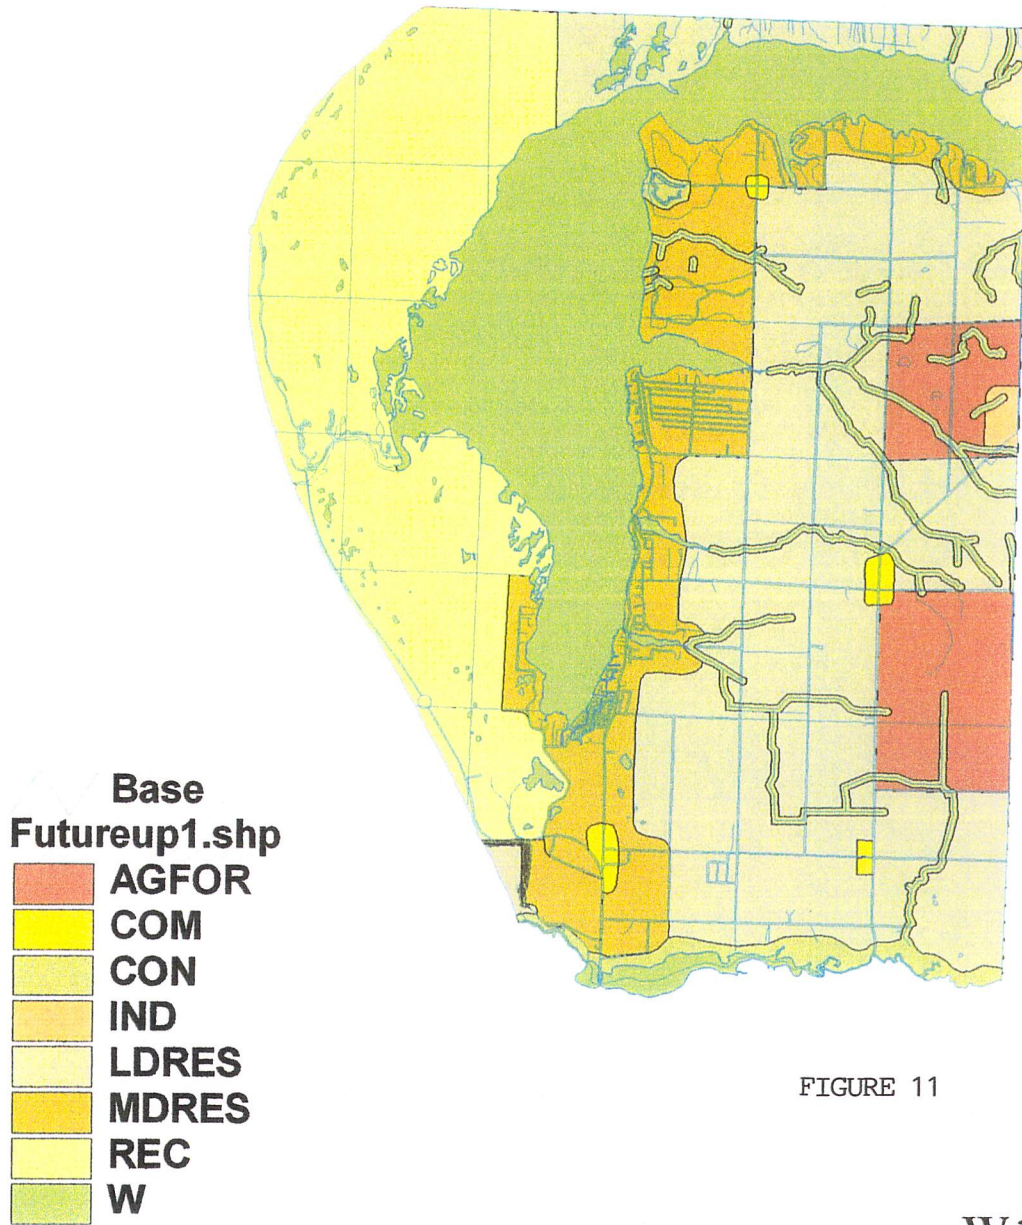 Base
Futureup1.shp
AGFOR
COM
CON
IND
LDRES
MDRES
REC
W
FIGURE 11